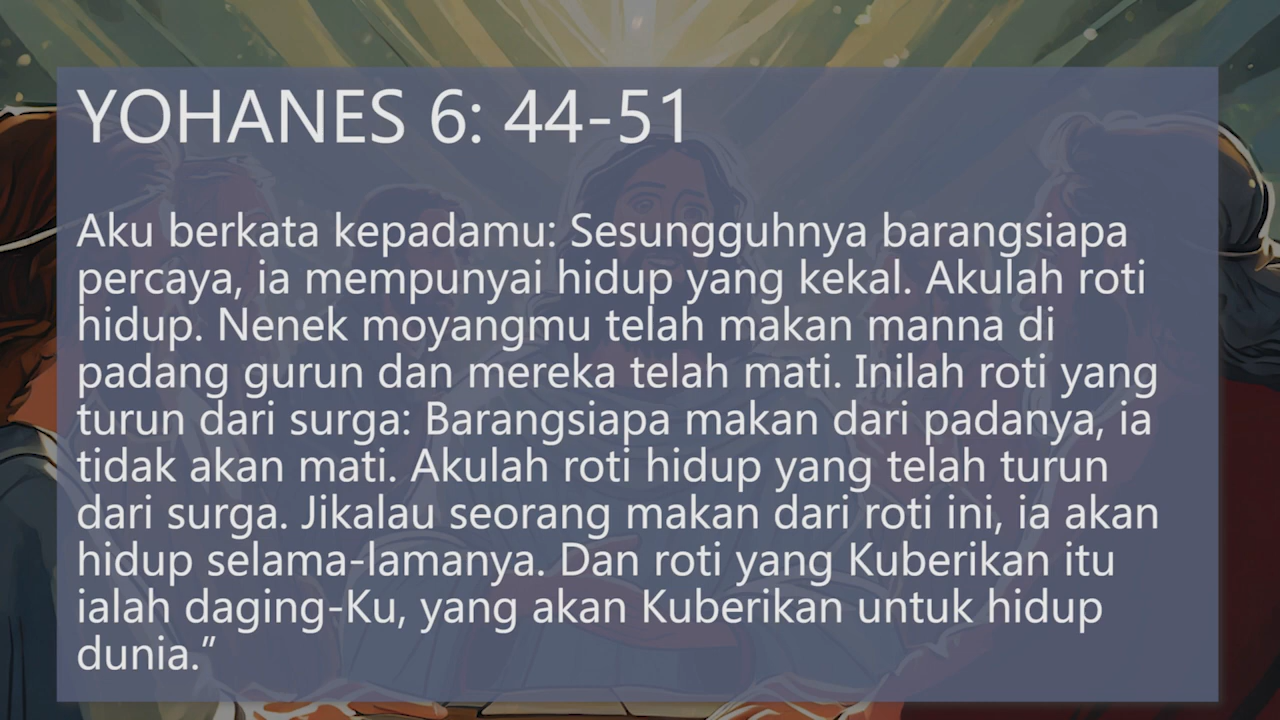 YOHANES 6: 44-51
Aku berkata kepadamu: Sesungguhnya barangsiapa
percaya, ia mempunyai hidup yang kekal. Akulah roti
hidup. Nenek moyangmu telah makan manna di
padang gurun dan mereka telah mati. Inilah roti yang
turun dari surga: Barangsiapa makan dari padanya, ia
tidak akan mati. Akulah roti hidup yang telah turun
dari surga. Jikalau seorang makan dari roti ini, ia akan
hidup selama-lamanya. Dan roti yang Kuberikan itu
ialah daging-Ku, yang akan Kuberikan untuk hidup
dunia.”